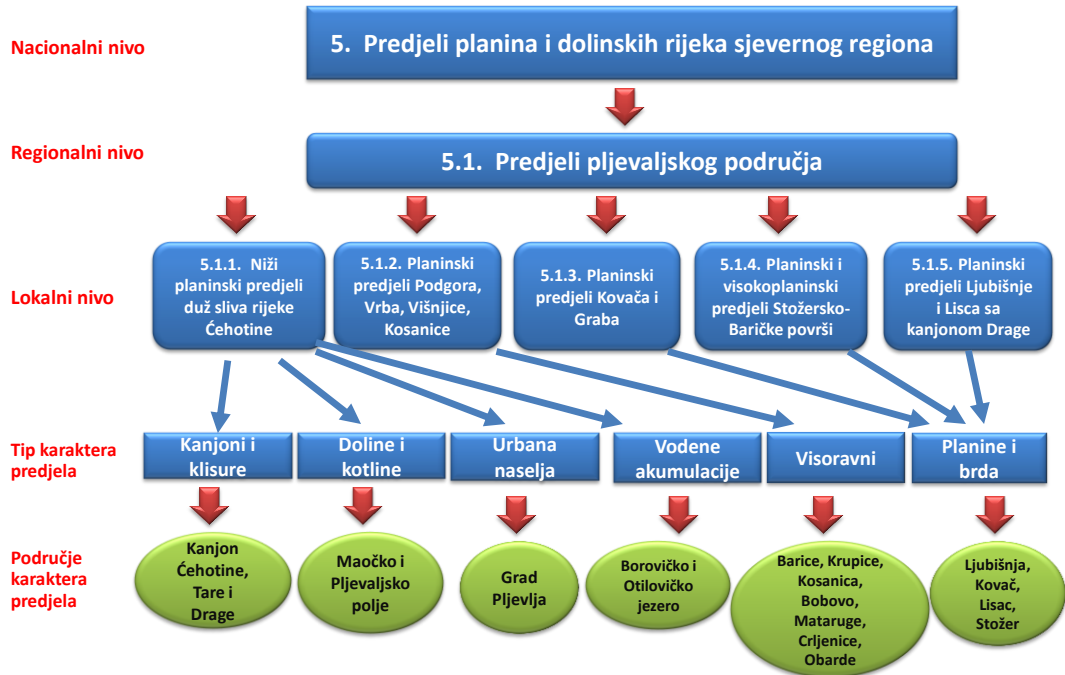 Nacionalni nivo
5. Predjeli planina i dolinskih rijeka sjevernog regiona
Regionalni nivo
5.1. Predjeli pljevaljskog područja
Lokalni nivo
5.1.1. Niži
planinski predjeli
duž sliva rijeke
Ćehotine
5.1.2. Planinski
predjeli Podgora,
Vrba, Višnjice,
Kosanice
5.1.3. Planinski
predjeli Kovača i
Graba
5.1.4. Planinski i
visokoplaninski
predjeli Stožersko-
Baričke površi
5.1.5. Planinski
predjeli Ljubišnje
i Lisca sa
kanjonom Drage
Tip karaktera
predjela
Kanjoni i
klisure
Doline i
kotline
Urbana
naselja
Vodene
akumulacije
Visoravni
Planine i
brda
Područje
karaktera
predjela
Kanjon
Ćehotine,
Tare i
Drage
Maočko i
Pljevaljsko
polje
Grad
Pljevlja
Borovičko i
Otilovičko
jezero
Barice, Krupice,
Kosanica,
Bobovo,
Mataruge,
Crljenice,
Obarde
Ljubišnja,
Kovač,
Lisac,
Stožer